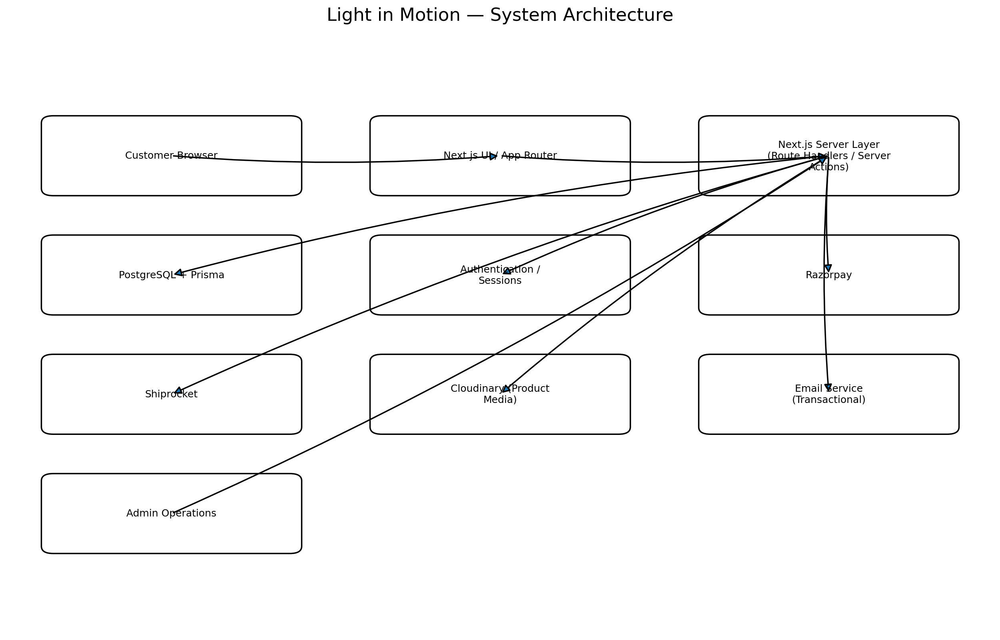 Light in Motion — System Architecture
Customer Browser
Next.js UI / App Router
Next.js Server Layer
(Route Handlers / Server
Actions)
PostgreSQL + Prisma
Authentication /
Sessions
Razorpay
Shiprocket
Cloudinary (Product
Media)
Email Service
(Transactional)
Admin Operations